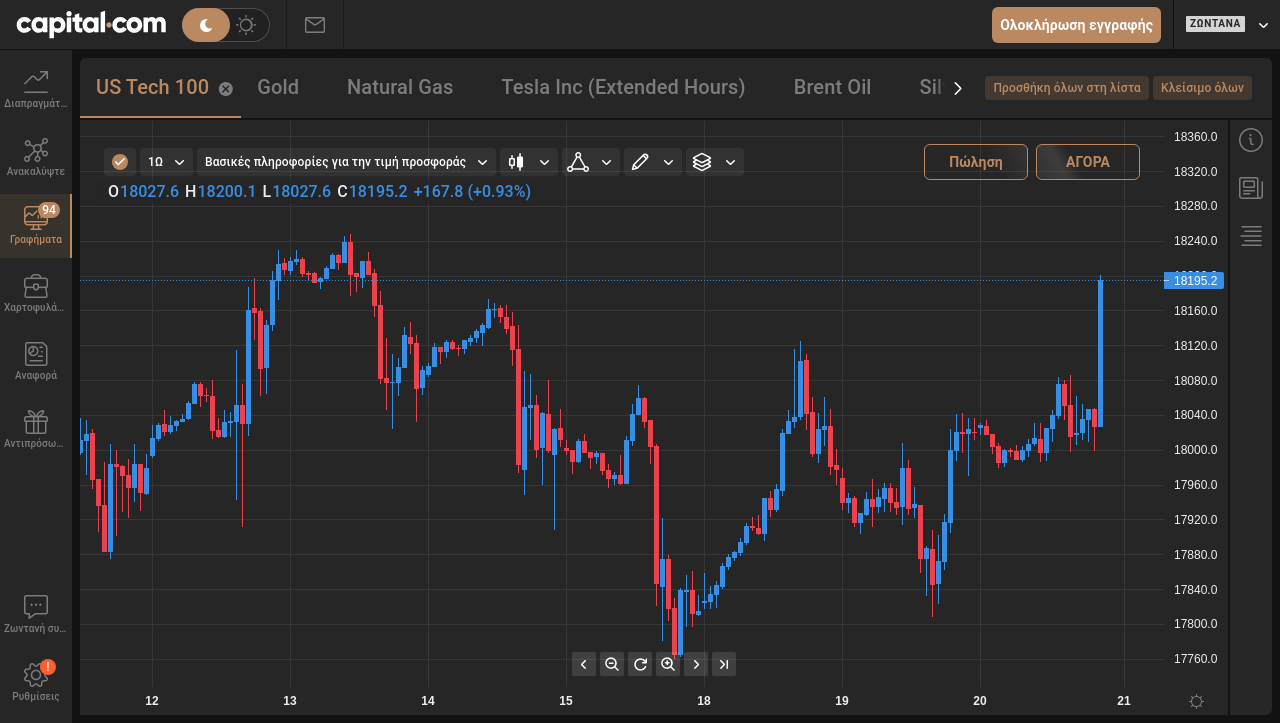 capital.com
Ολοκλήρωση εγγραφής
ΖΩΝΤΑΝΑ
US Tech 100
Gold
Natural Gas
Tesla Inc (Extended Hours)
Brent Oil
Προσθήκη όλων στη λίστα
Κλείσιμο όλων
Διαπραγμάτ…
Ανακαλύψτε
94
Γραφήματα
Χαρτοφυλά…
Αναφορά
Αντιπρόσω…
Ζωντανή συ…
!
Ρυθμίσεις
1Ω
Βασικές πληροφορίες για την τιμή προσφοράς
Πώληση
ΑΓΟΡΑ
O18027.6 H18200.1 L18027.6 C18195.2 +167.8 (+0.93%)
18360.0
18320.0
18280.0
18240.0
18195.2
18160.0
18120.0
18080.0
18040.0
18000.0
17960.0
17920.0
17880.0
17840.0
17800.0
17760.0
12
13
14
15
18
19
20
21